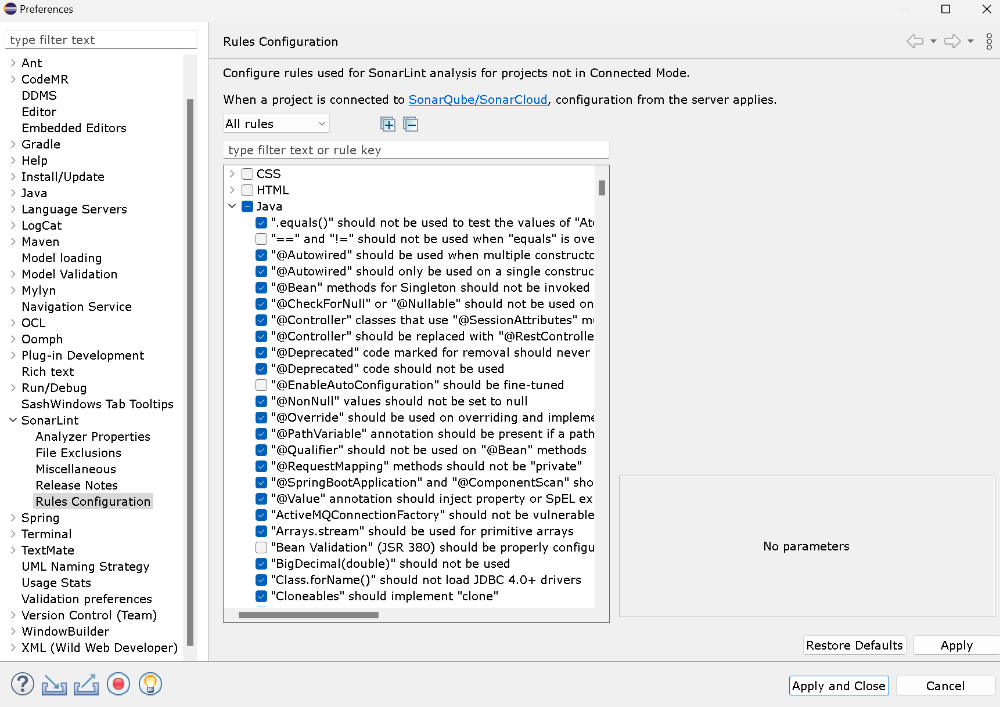 Preferences
type filter text
Ant
CodeMR
DDMS
Editor
Embedded Editors
Gradle
Help
Install/Update
Java
Language Servers
LogCat
Maven
Model loading
Model Validation
Mylyn
Navigation Service
OCL
Oomph
Plug-in Development
Rich text
Run/Debug
SashWindows Tab Tooltips
SonarLint
Analyzer Properties
File Exclusions
Miscellaneous
Release Notes
Rules Configuration
Spring
Terminal
TextMate
UML Naming Strategy
Usage Stats
Validation preferences
Version Control (Team)
WindowBuilder
XML (Wild Web Developer)
Rules Configuration
Configure rules used for SonarLint analysis for projects not in Connected Mode.
When a project is connected to SonarQube/SonarCloud, configuration from the server applies.
All rules
type filter text or rule key
CSS
HTML
Java
".equals()" should not be used to test the values of "Ato
"==" and "!=" should not be used when "equals" is ove
"@Autowired" should be used when multiple constructo
"@Autowired" should only be used on a single construc
"@Bean" methods for Singleton should not be invoked
"@CheckForNull" or "@Nullable" should not be used on
"@Controller" classes that use "@SessionAttributes" mu
"@Controller" should be replaced with "@RestControlle
"@Deprecated" code marked for removal should never
"@Deprecated" code should not be used
"@EnableAutoConfiguration" should be fine-tuned
"@NonNull" values should not be set to null
"@Override" should be used on overriding and impleme
"@PathVariable" annotation should be present if a path
"@Qualifier" should not be used on "@Bean" methods
"@RequestMapping" methods should not be "private"
"@SpringBootApplication" and "@ComponentScan" sho
"@Value" annotation should inject property or SpEL ex
"ActiveMQConnectionFactory" should not be vulnerable
"Arrays.stream" should be used for primitive arrays
"Bean Validation" (JSR 380) should be properly configu
"BigDecimal(double)" should not be used
"Class.forName()" should not load JDBC 4.0+ drivers
"Cloneables" should implement "clone"
No parameters
Restore Defaults
Apply
Apply and Close
Cancel